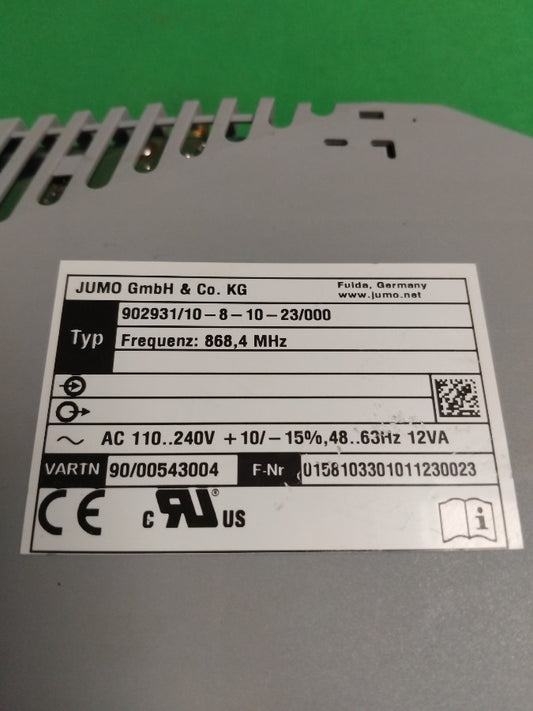 JUMO GmbH & Co. KG
Fulda, Germany
www.jumo.net
Typ
902931/10-8-10-23/000
Frequenz: 868,4 MHz
~ AC 110..240V +10/-15%,48..63Hz 12VA
VARTN 90/00543004 F-Nr 0158103301011230023
CE c RU® US i